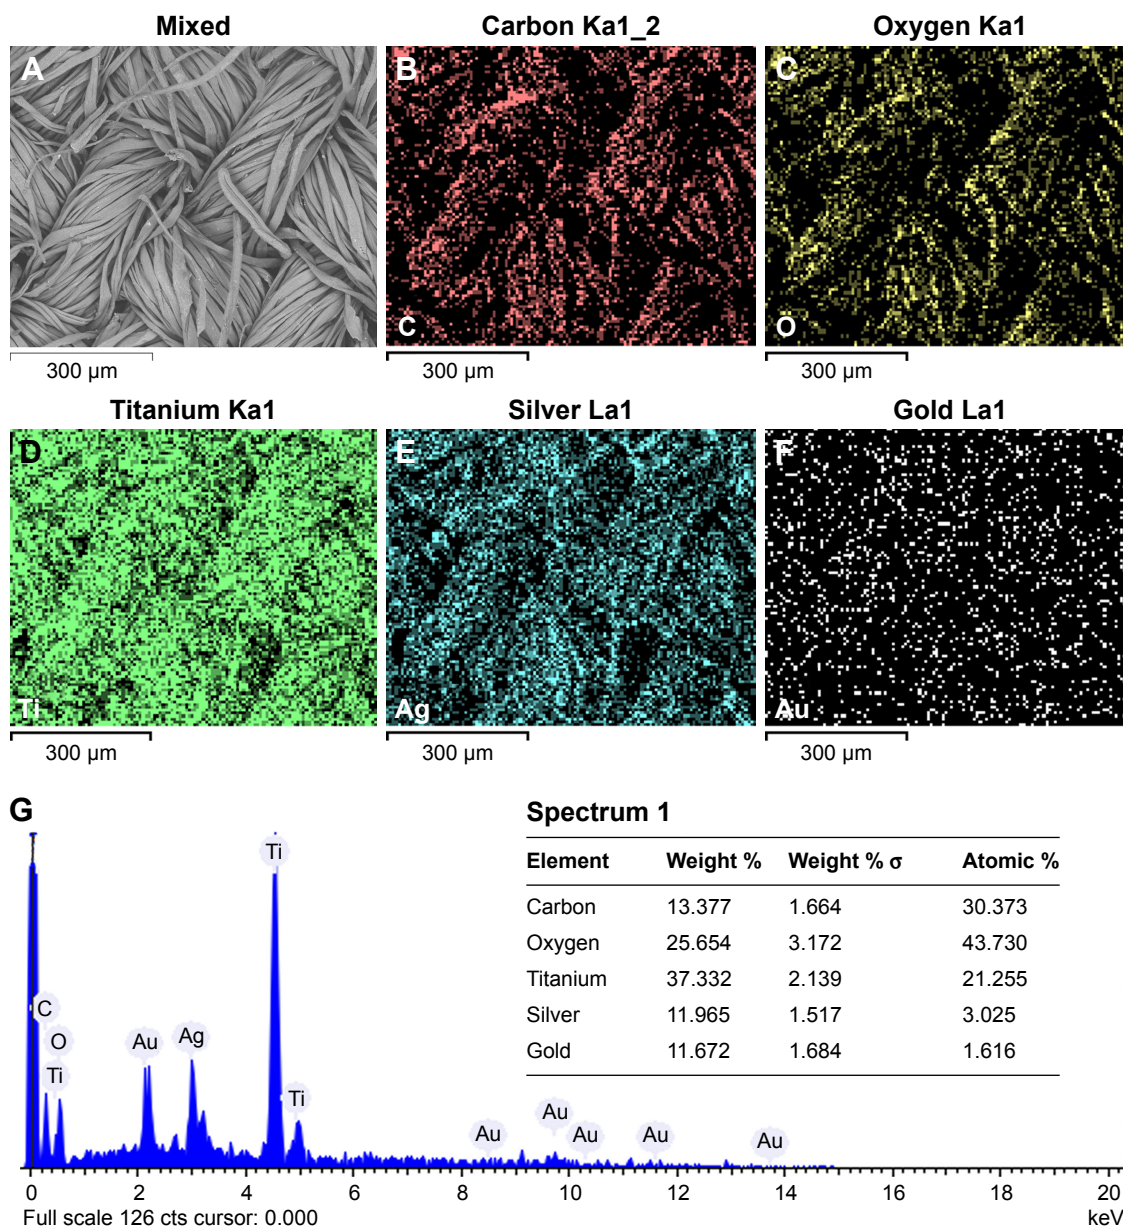 Mixed
Carbon Ka1_2
Oxygen Ka1
A
B
C
C
O
300 µm
300 µm
300 µm
Titanium Ka1
Silver La1
Gold La1
D
E
F
Ti
Ag
Au
300 µm
300 µm
300 µm
G
Spectrum 1
Element Weight % Weight % σ Atomic %
Carbon 13.377 1.664 30.373
Oxygen 25.654 3.172 43.730
Titanium 37.332 2.139 21.255
Silver 11.965 1.517 3.025
Gold 11.672 1.684 1.616
Ti
C
O
Ti
Au
Ag
Ti
Au
Au
Au
Au
Au
0 2 4 6 8 10 12 14 16 18 20
Full scale 126 cts cursor: 0.000
keV